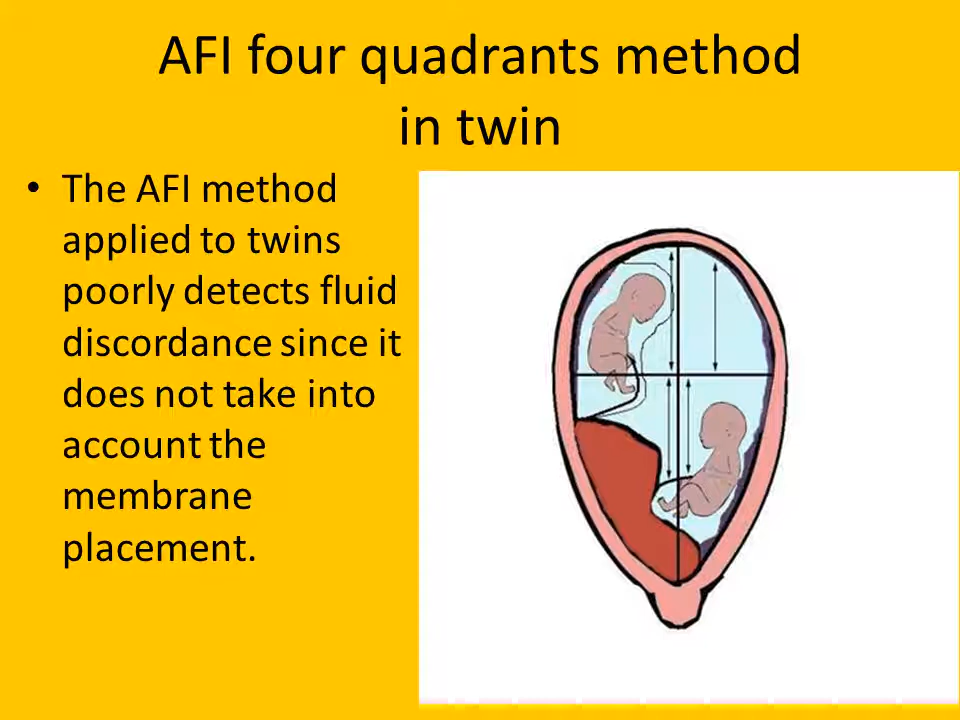 AFI four quadrants method
in twin
• The AFI method
applied to twins
poorly detects fluid
discordance since it
does not take into
account the
membrane
placement.